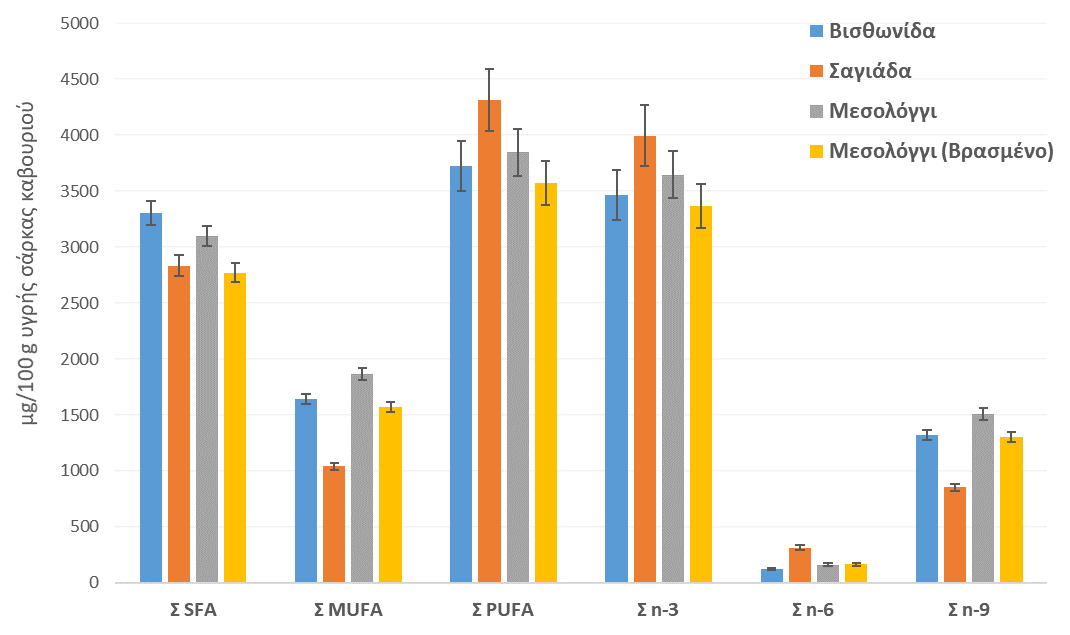 5000
4500
4000
3500
3000
2500
2000
1500
1000
500
0
μg/100 g υγρής σάρκας καβουριού
Βισθωνίδα
Σαγιάδα
Μεσολόγγι
Μεσολόγγι (Βρασμένο)
Σ SFA
Σ MUFA
Σ PUFA
Σ n-3
Σ n-6
Σ n-9